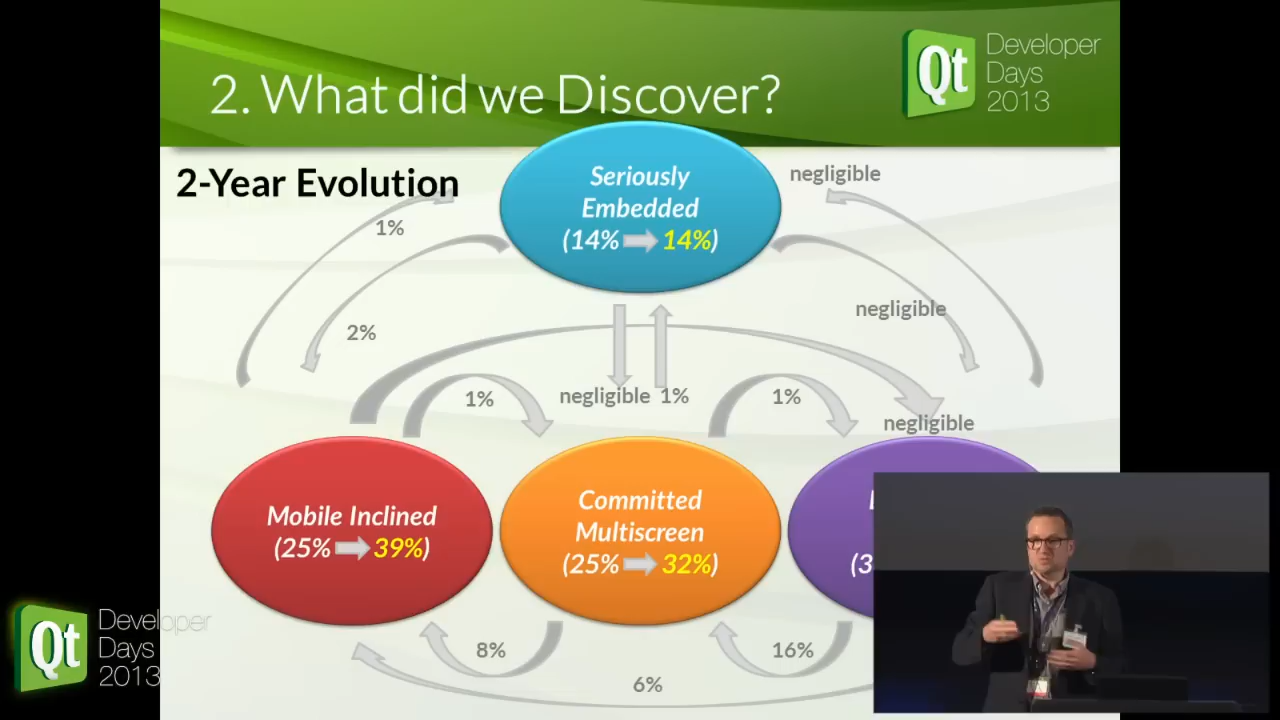 2. What did we Discover?
Qt
Developer
Days
2013
2-Year Evolution
Seriously
Embedded
(14% 14%)
negligible
1%
negligible
2%
1%
negligible
1%
1%
negligible
Mobile Inclined
(25% 39%)
Committed
Multiscreen
(25% 32%)
(3
8%
16%
6%
Qt
Developer
Days
2013